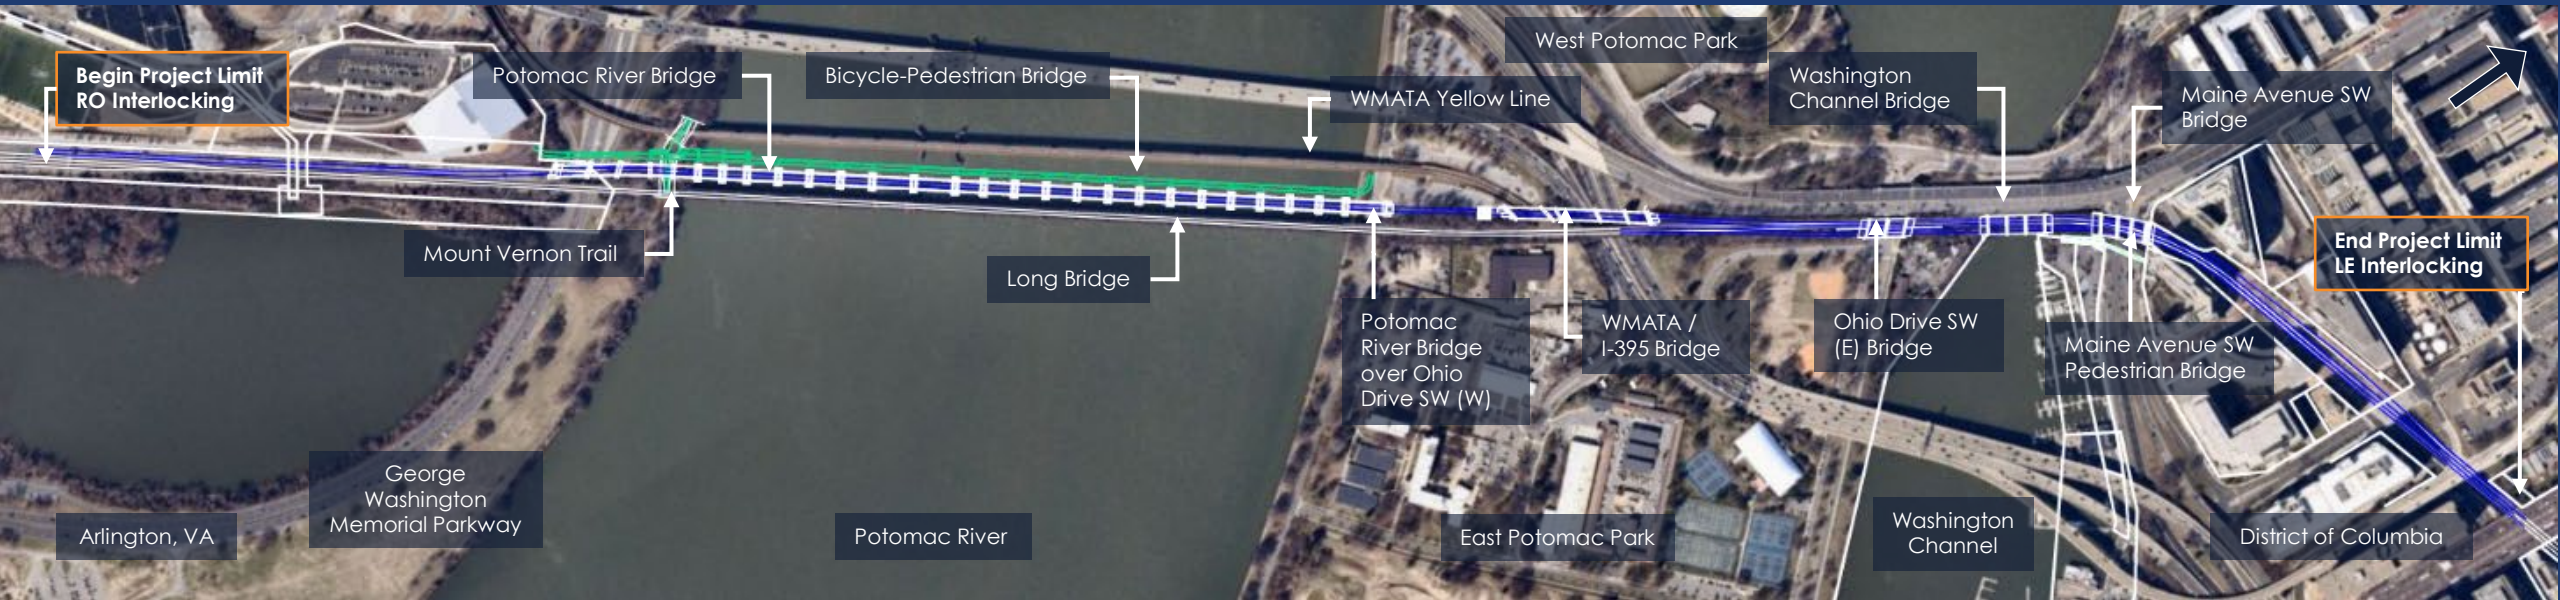 Begin Project Limit
RO Interlocking
Potomac River Bridge
Bicycle-Pedestrian Bridge
WMATA Yellow Line
West Potomac Park
Washington
Channel Bridge
Maine Avenue SW
Bridge
Mount Vernon Trail
Long Bridge
Potomac
River Bridge
over Ohio
Drive SW (W)
WMATA /
I-395 Bridge
Ohio Drive SW
(E) Bridge
Maine Avenue SW
Pedestrian Bridge
End Project Limit
LE Interlocking
George
Washington
Memorial Parkway
Arlington, VA
Potomac River
East Potomac Park
Washington
Channel
District of Columbia